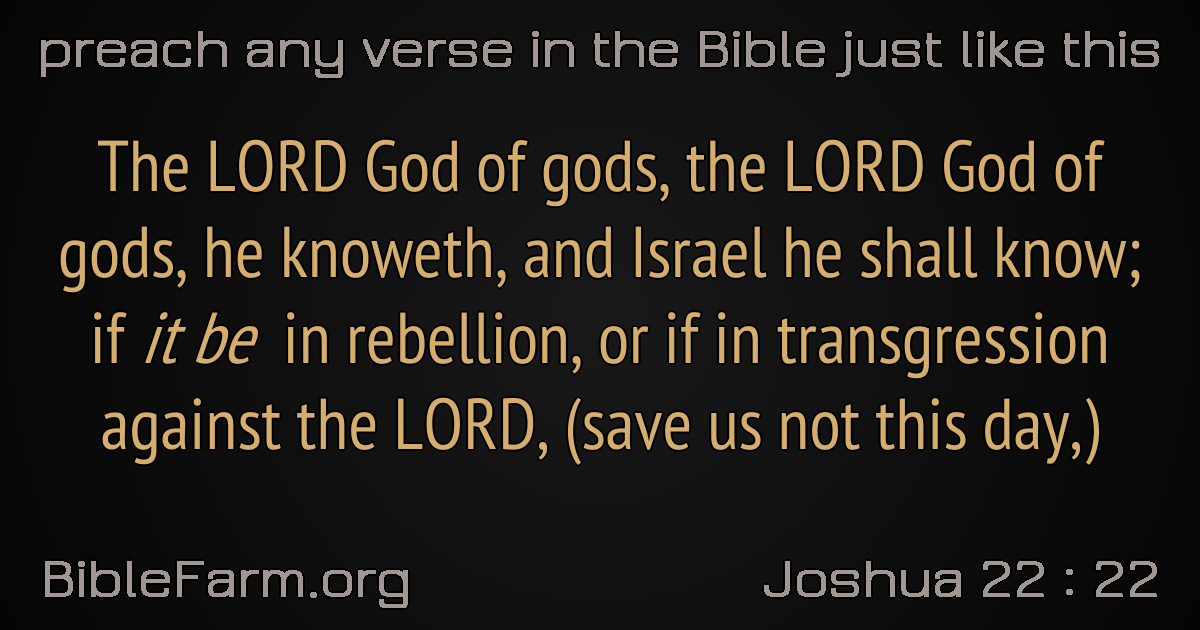 preach any verse in the Bible just like this
The LORD God of gods, the LORD God of
gods, he knoweth, and Israel he shall know;
if it be in rebellion, or if in transgression
against the LORD, (save us not this day,)
BibleFarm.org
Joshua 22 : 22